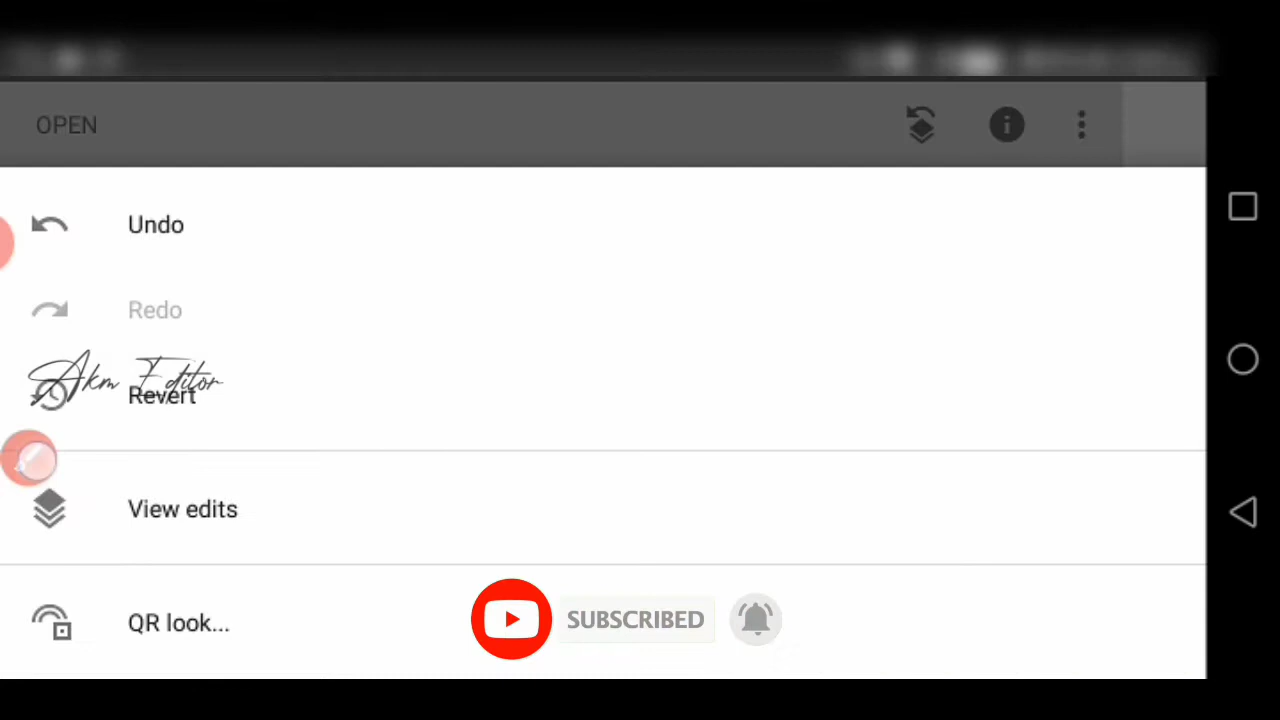 OPEN
Undo
Redo
Akm Editor
Revert
View edits
QR look...
SUBSCRIBED